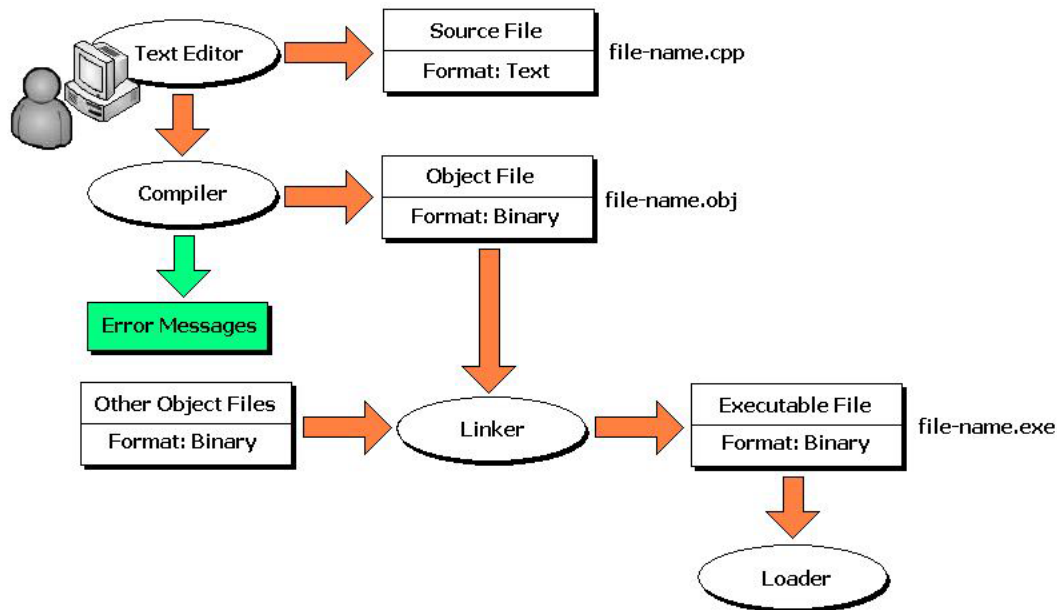 Text Editor
Source File
Format: Text
file-name.cpp
Compiler
Object File
Format: Binary
file-name.obj
Error Messages
Other Object Files
Format: Binary
Linker
Executable File
Format: Binary
file-name.exe
Loader